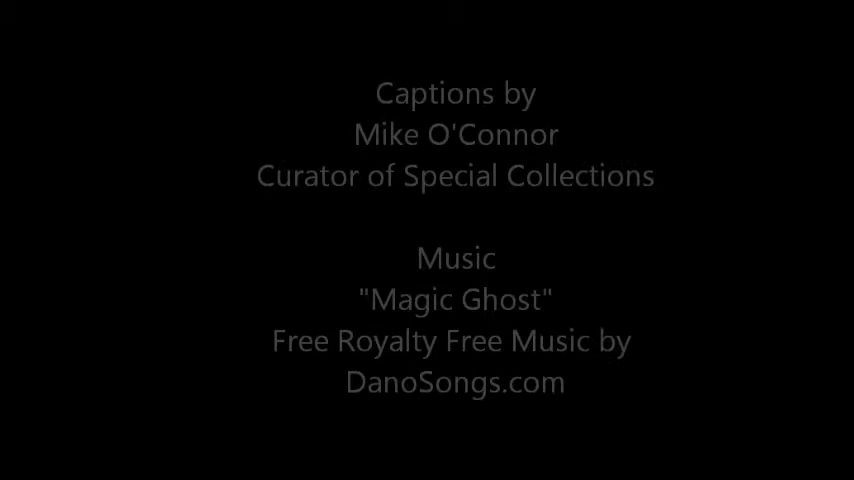 Captions by
Mike O'Connor
Curator of Special Collections
Music
"Magic Ghost"
Free Royalty Free Music by
DanoSongs.com